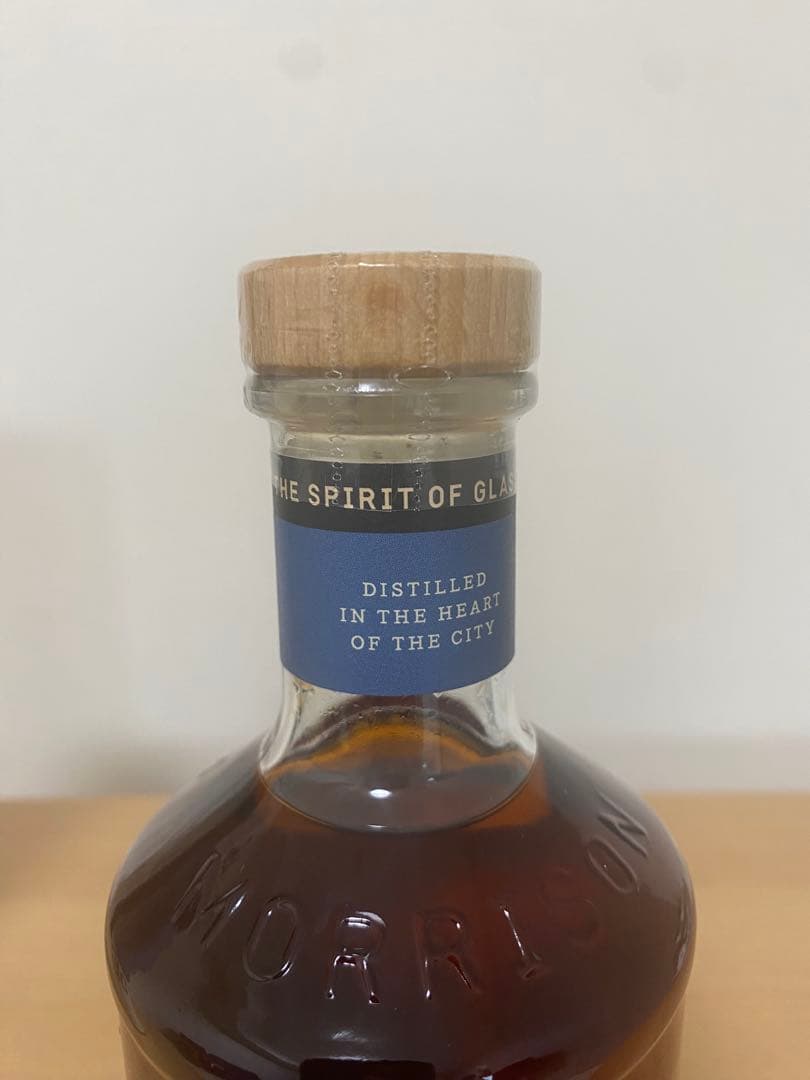 THE SPIRIT OF GLAS
DISTILLED
IN THE HEART
OF THE CITY
MORRISON